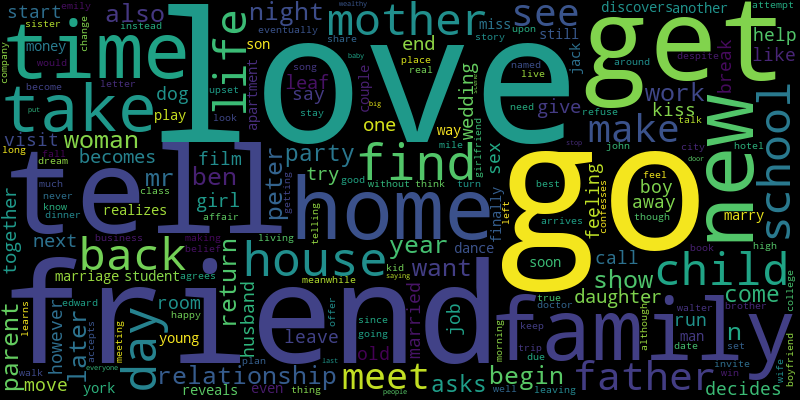 love
go
friend
tell
get
time
family
home
new
take
house
find
child
day
life
back
mother
see
school
father
make
meet
woman
also
night
start
work
relationship
begin
want
show
year
return
later
parent
party
wedding
one
give
boy
away
feeling
call
daughter
come
run
n
decides
asks
job
room
move
marriage
student
however
next
together
visit
becomes
film
mr
ben
girl
peter
try
say
leaf
dog
play
son
apartment
couple
end
way
sex
kiss
like
help
break
jack
still
miss
discovers
another
marry
man
soon
dance
finally
husband
leave
old
married
young
reveals
york
even
thing
realizes
affair
class
dream
long
put
become
money
company
sister
emily
change
instead
would
letter
wealthy
eventually
share
story
upon
song
baby
place
real
named
live
upset
look
stay
big
need
girlfriend
mile
without
think
turn
good
getting
telling
living
meanwhile
kid
saying
since
going
offer
plan
last
happy
edward
accepts
meeting
walk
everyone
learns
business
making
belief
agrees
much
never
know
dinner
around
despite
refuse
talk
john
city
hotel
door
stop
attempt
feel
confesses
left
best
arrives
though
book
high
college
true
doctor
keep
morning
trip
due
although
walter
brother
date
set
win
invite
wife
boyfriend
well
leaving
people